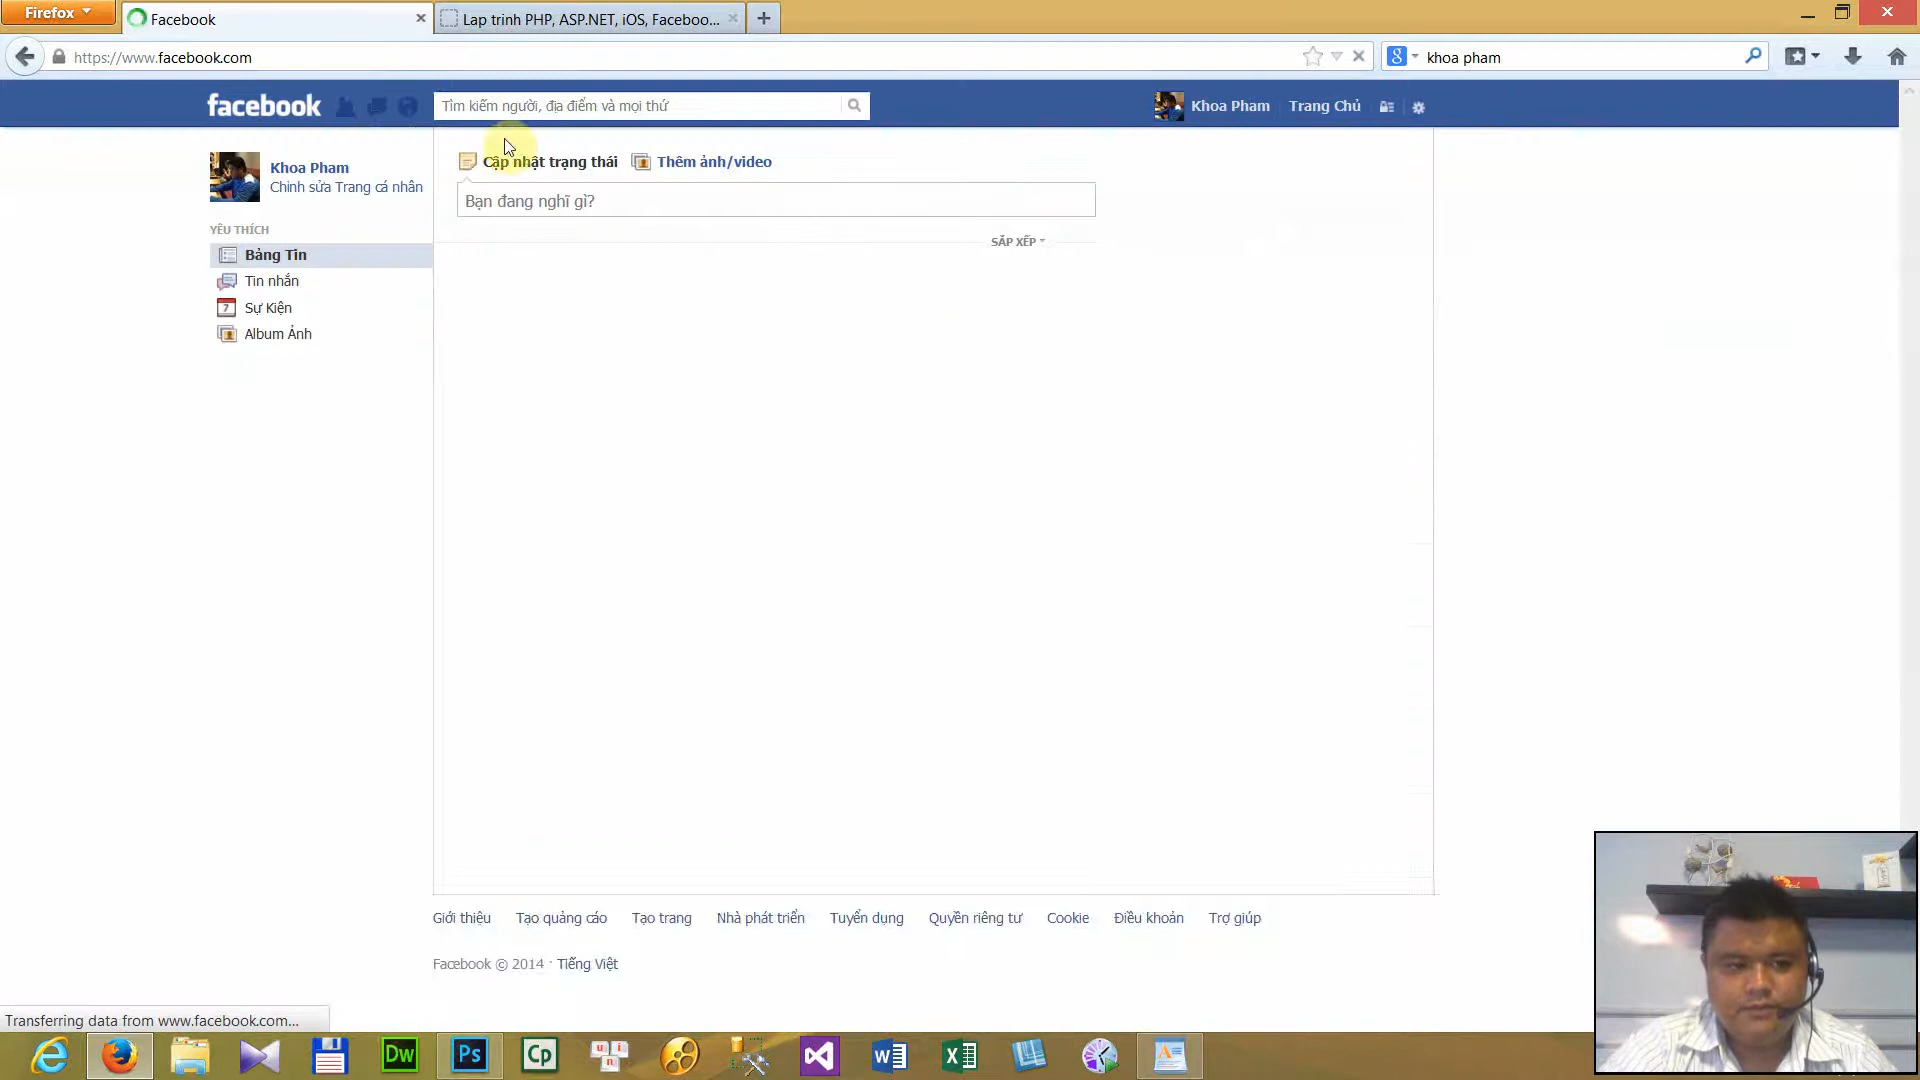 Firefox
Facebook
Lap trinh PHP, ASP.NET, iOS, Faceboo...
https://www.facebook.com
khoa pham
facebook
Tìm kiếm người, địa điểm và mọi thứ
Khoa Pham
Trang Chủ
Khoa Pham
Chỉnh sửa Trang cá nhân
Cập nhật trạng thái
Thêm ảnh/video
Bạn đang nghĩ gì?
SẮP XẾP
YÊU THÍCH
Bảng Tin
Tin nhắn
Sự Kiện
Album Ảnh
Giới thiệu Tạo quảng cáo Tạo trang Nhà phát triển Tuyển dụng Quyền riêng tư Cookie Điều khoản Trợ giúp
Facebook © 2014 · Tiếng Việt
Transferring data from www.facebook.com...
Dw Ps Cp